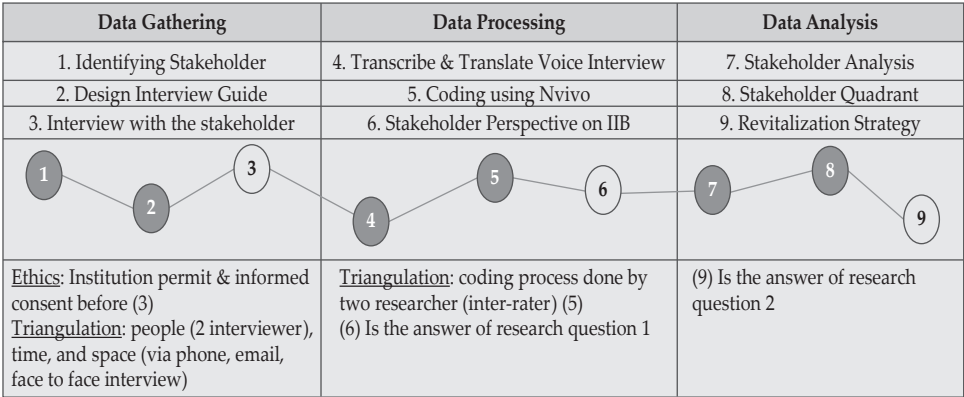 Data Gathering
Data Processing
Data Analysis
1. Identifying Stakeholder
4. Transcribe & Translate Voice Interview
7. Stakeholder Analysis
2. Design Interview Guide
5. Coding using Nvivo
8. Stakeholder Quadrant
3. Interview with the stakeholder
6. Stakeholder Perspective on IIB
9. Revitalization Strategy
1
2
3
4
5
6
7
8
9
Ethics: Institution permit & informed
consent before (3)
Triangulation: people (2 interviewer),
time, and space (via phone, email,
face to face interview)
Triangulation: coding process done by
two researcher (inter-rater) (5)
(6) Is the answer of research question 1
(9) Is the answer of research
question 2